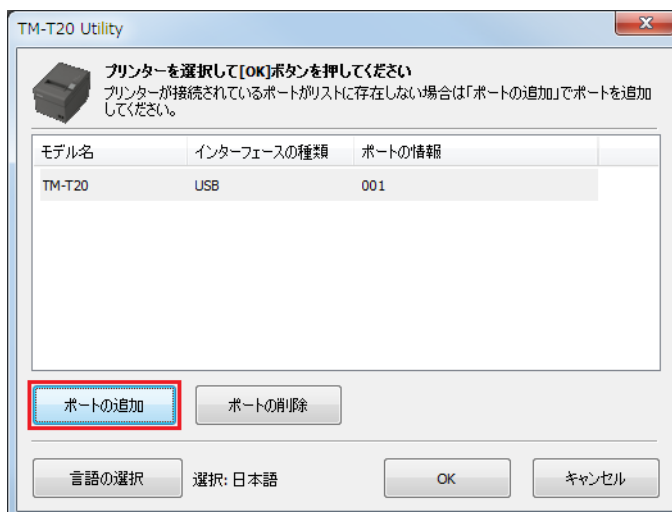 TM-T20 Utility
プリンターを選択して[OK]ボタンを押してください
プリンターが接続されているポートがリストに存在しない場合は「ポートの追加」でポートを追加
してください。
モデル名 インターフェースの種類 ポートの情報
TM-T20 USB 001
ポートの追加 ポートの削除
言語の選択 選択: 日本語 OK キャンセル